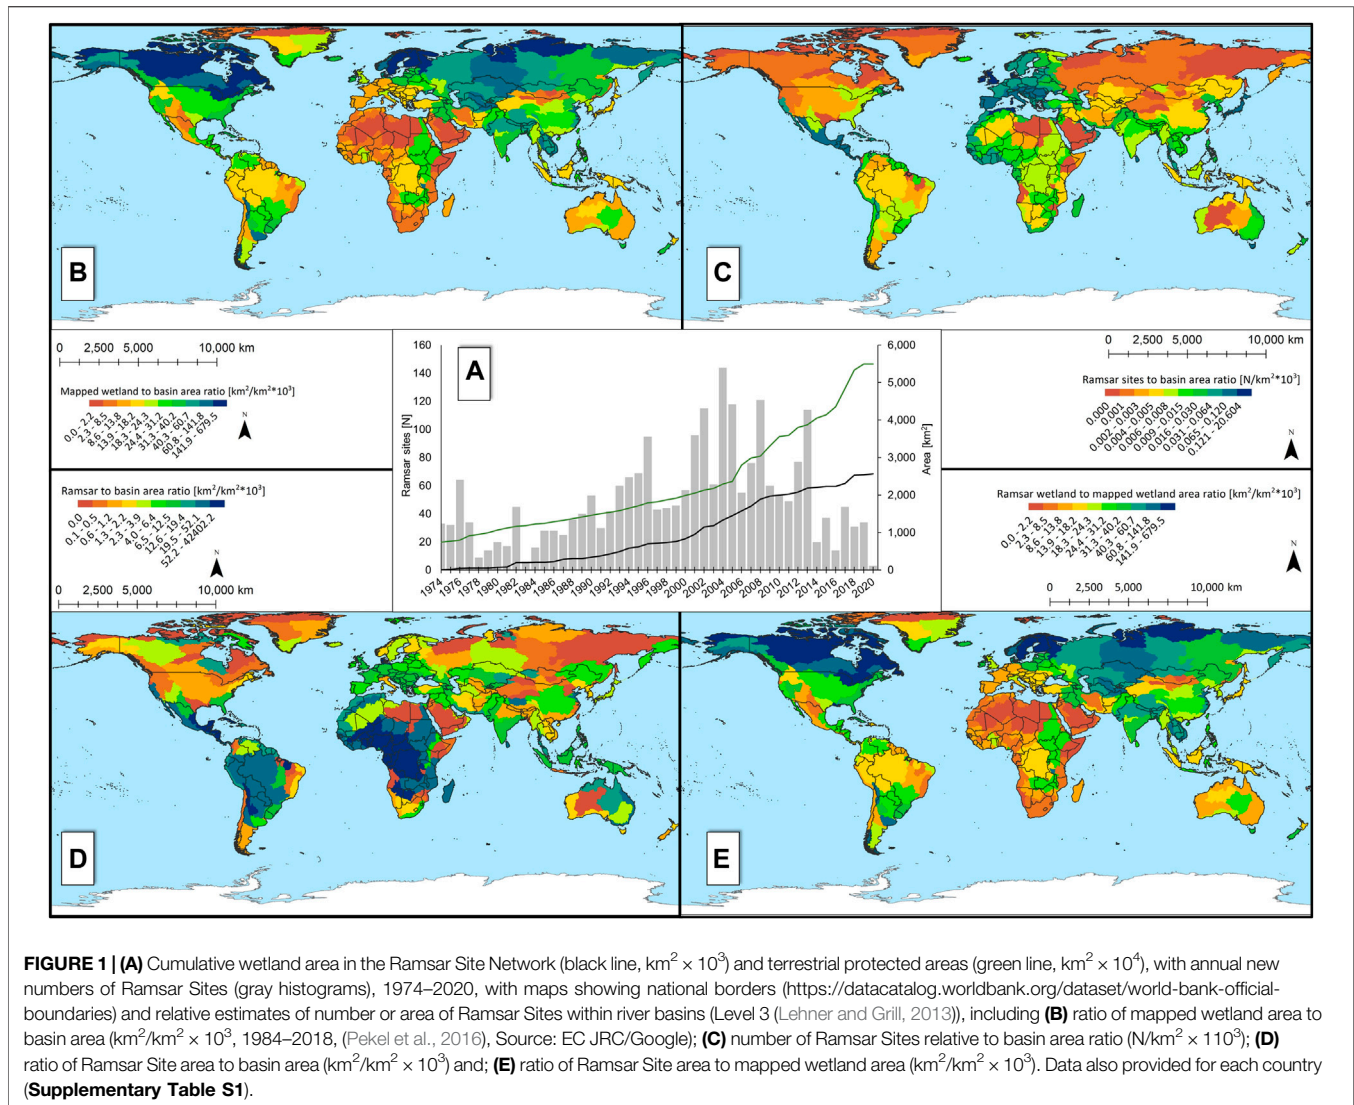 B
C
0 2,500 5,000 10,000 km
Mapped wetland to basin area ratio [km²/km²*10³]
0.0 - 2.2
2.3 - 8.5
8.6 - 13.8
13.9 - 18.2
18.3 - 24.3
24.4 - 31.2
31.3 - 40.2
40.3 - 60.7
60.8 - 141.8
141.9 - 679.5
N
Ramsar to basin area ratio [km²/km²*10³]
0.0
0.1 - 0.5
0.6 - 1.2
1.3 - 2.2
2.3 - 3.9
4.0 - 6.4
6.5 - 12.5
12.6 - 19.4
19.5 - 52.1
52.2 - 42402.2
N
0 2,500 5,000 10,000 km
A
Ramsar sites [N]
160
140
120
100
80
60
40
20
0
6,000
5,000
4,000
3,000
2,000
1,000
0
Area [km²]
1974
1976
1978
1980
1982
1984
1986
1988
1990
1992
1994
1996
1998
2000
2002
2004
2006
2008
2010
2012
2014
2016
2018
2020
0 2,500 5,000 10,000 km
Ramsar sites to basin area ratio [N/km²*10³]
0.000
0.001
0.002 - 0.003
0.004 - 0.005
0.006 - 0.008
0.009 - 0.015
0.016 - 0.030
0.031 - 0.064
0.065 - 0.120
0.121 - 20.604
N
Ramsar wetland to mapped wetland area ratio [km²/km²*10³]
0.0 - 2.2
2.3 - 8.5
8.6 - 13.8
13.9 - 18.2
18.3 - 24.3
24.4 - 31.2
31.3 - 40.2
40.3 - 60.7
60.8 - 141.8
141.9 - 679.5
N
0 2,500 5,000 10,000 km
D
E
FIGURE 1 | (A) Cumulative wetland area in the Ramsar Site Network (black line, km² × 10³) and terrestrial protected areas (green line, km² × 10⁴), with annual new
numbers of Ramsar Sites (gray histograms), 1974–2020, with maps showing national borders (https://datacatalog.worldbank.org/dataset/world-bank-official-
boundaries) and relative estimates of number or area of Ramsar Sites within river basins (Level 3 (Lehner and Grill, 2013)), including (B) ratio of mapped wetland area to
basin area (km²/km² × 10³, 1984–2018, (Pekel et al., 2016), Source: EC JRC/Google); (C) number of Ramsar Sites relative to basin area ratio (N/km² × 110³); (D)
ratio of Ramsar Site area to basin area (km²/km² × 10³) and; (E) ratio of Ramsar Site area to mapped wetland area (km²/km² × 10³). Data also provided for each country
(Supplementary Table S1).